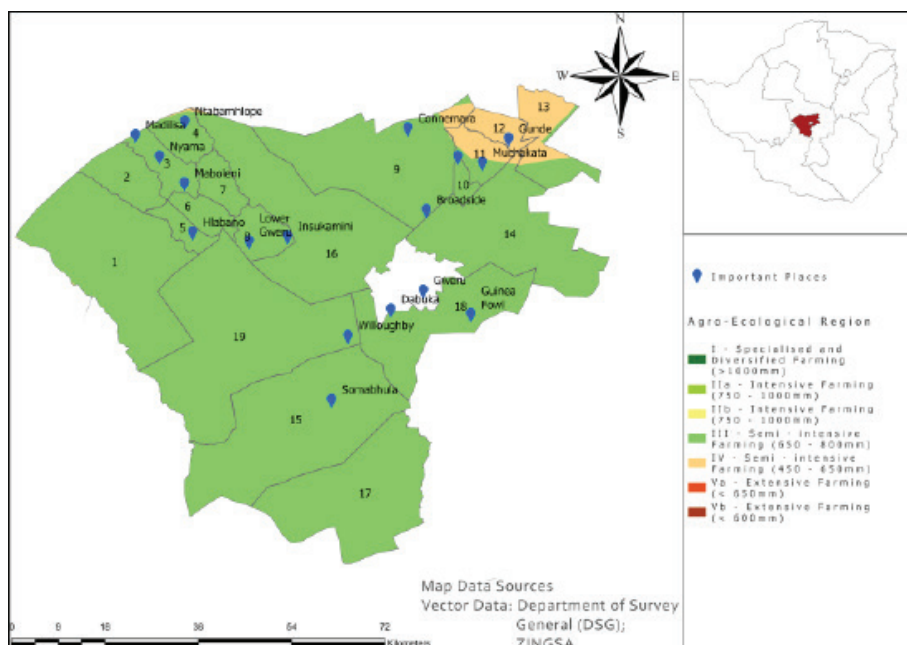 N
W
E
S
Ntabamhlope
4
Madilisa
Nyama
3
2
Maboleni
7
6
Hlabano
5
Lower
Gweru
8
Insukamini
16
1
Connemara
13
12
Gunde
11
Muchakata
9
10
Broadside
14
Gweru
Dabuka
Guinea
Fowl
18
Willoughby
19
Somabhula
15
17
Important Places
Agro-Ecological Region
I - Specialised and
Diversified Farming
(>1000mm)
IIa - Intensive Farming
(750 - 1000mm)
IIb - Intensive Farming
(750 - 1000mm)
III - Semi - intensive
Farming (650 - 800mm)
IV - Semi - intensive
Farming (450 - 650mm)
Va - Extensive Farming
(< 650mm)
Vb - Extensive Farming
(< 600mm)
Map Data Sources
Vector Data: Department of Survey
General (DSG);
ZINGSA
0
9
18
36
54
72
Kilometers